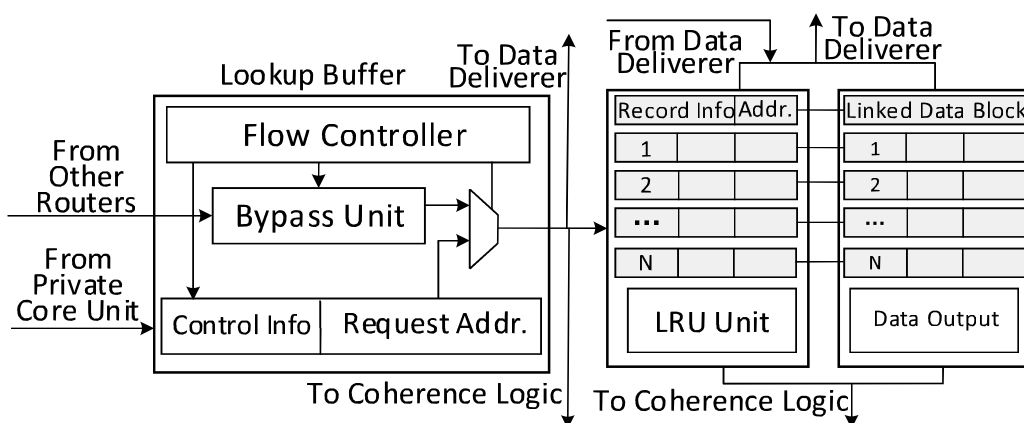 Lookup Buffer
To Data
Deliverer
From Data
Deliverer
To Data
Deliverer
Flow Controller
From
Other
Routers
Bypass Unit
From
Private
Core Unit
Control Info
Request Addr.
To Coherence Logic
Record Info
Addr.
Linked Data Block
1
1
2
2
...
...
N
N
LRU Unit
Data Output
To Coherence Logic